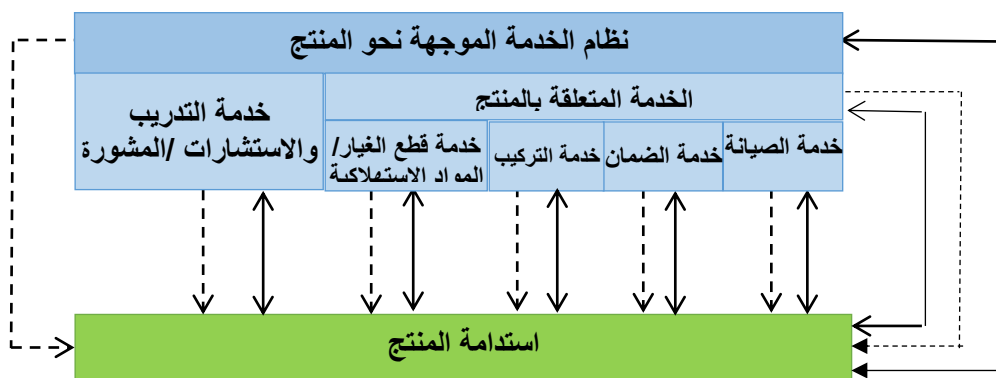 نظام الخدمة الموجهة نحو المنتج
الخدمة المتعلقة بالمنتج
خدمة الصيانة
خدمة الضمان
خدمة التركيب
خدمة قطع الغيار/
المواد الاستهلاكية
خدمة التدريب
والاستشارات /المشورة
استدامة المنتج